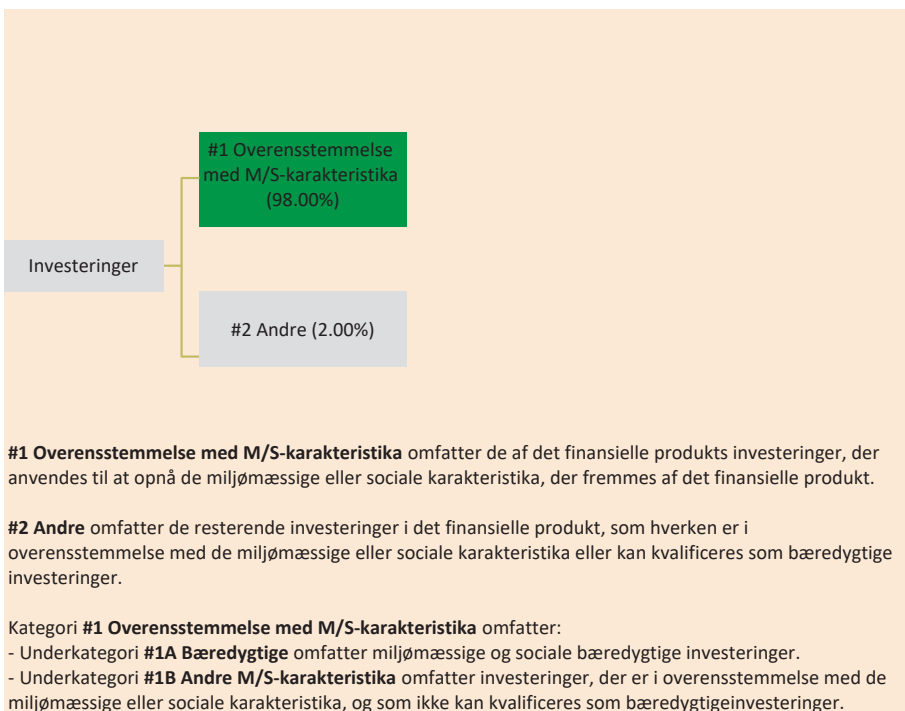 #1 Overensstemmelse
med M/S-karakteristika
(98.00%)
Investeringer
#2 Andre (2.00%)
#1 Overensstemmelse med M/S-karakteristika omfatter de af det finansielle produkts investeringer, der
anvendes til at opnå de miljømæssige eller sociale karakteristika, der fremmes af det finansielle produkt.
#2 Andre omfatter de resterende investeringer i det finansielle produkt, som hverken er i
overensstemmelse med de miljømæssige eller sociale karakteristika eller kan kvalificeres som bæredygtige
investeringer.
Kategori #1 Overensstemmelse med M/S-karakteristika omfatter:
- Underkategori #1A Bæredygtige omfatter miljømæssige og sociale bæredygtige investeringer.
- Underkategori #1B Andre M/S-karakteristika omfatter investeringer, der er i overensstemmelse med de
miljømæssige eller sociale karakteristika, og som ikke kan kvalificeres som bæredygtigeinvesteringer.